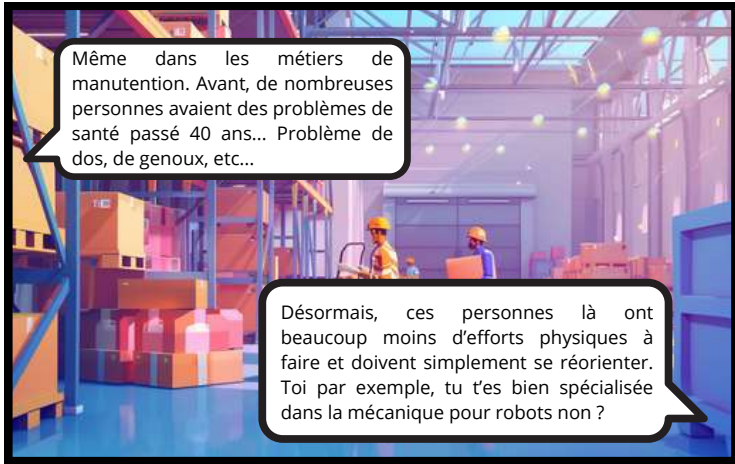 Même dans les métiers de
manutention. Avant, de nombreuses
personnes avaient des problèmes de
santé passé 40 ans... Problème de
dos, de genoux, etc...
Désormais, ces personnes là ont
beaucoup moins d'efforts physiques à
faire et doivent simplement se réorienter.
Toi par exemple, tu t'es bien spécialisée
dans la mécanique pour robots non ?